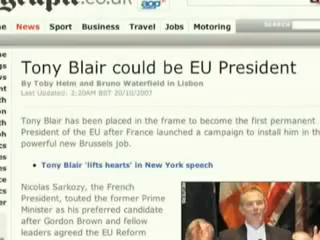 graph.co.uk
aop
me News Sport Business Travel Jobs Motoring
SEARCH
Tony Blair could be EU President
By Toby Helm and Bruno Waterfield in Lisbon
Last Updated: 2:20AM BST 20/10/2007
Tony Blair has been placed in the frame to become the first permanent
President of the EU after France launched a campaign to install him in th
powerful new Brussels job.
• Tony Blair 'lifts hearts' in New York speech
Nicolas Sarkozy, the French
President, touted the former Prime
Minister as his preferred candidate
after Gordon Brown and fellow
leaders agreed the EU Reform